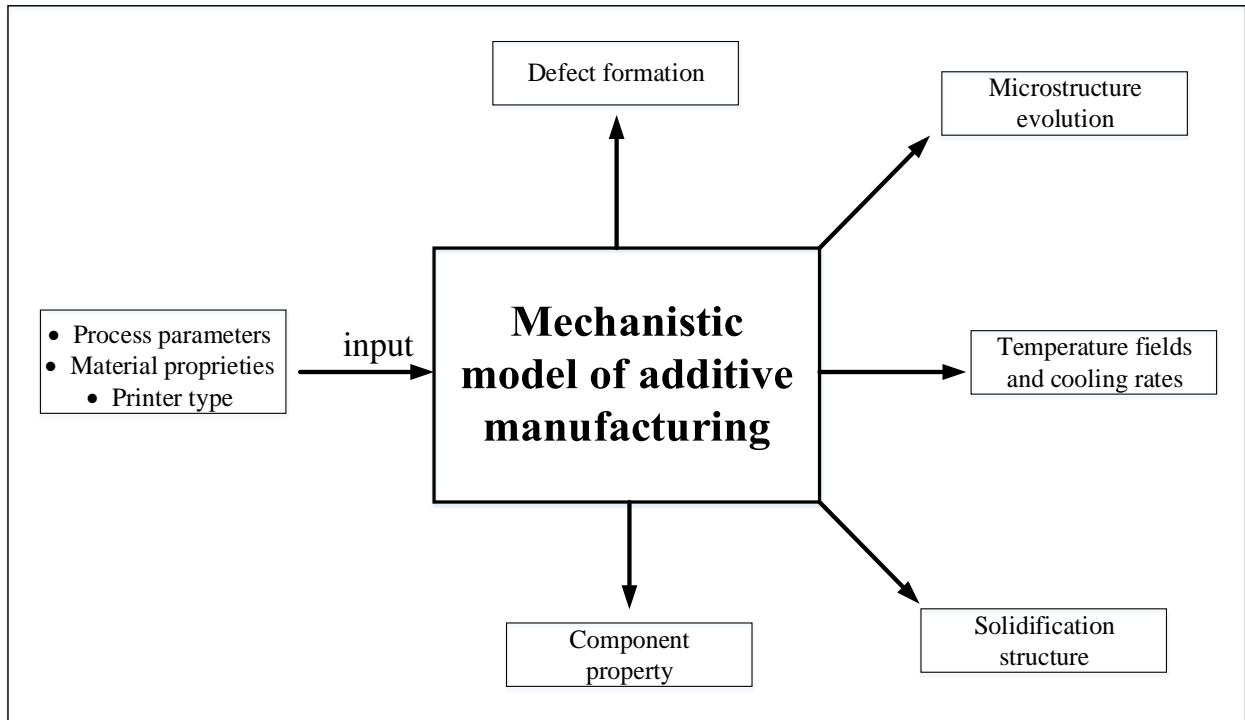 Defect formation
Microstructure
evolution
• Process parameters
• Material proprieties
• Printer type
input
Mechanistic
model of additive
manufacturing
Temperature fields
and cooling rates
Component
property
Solidification
structure